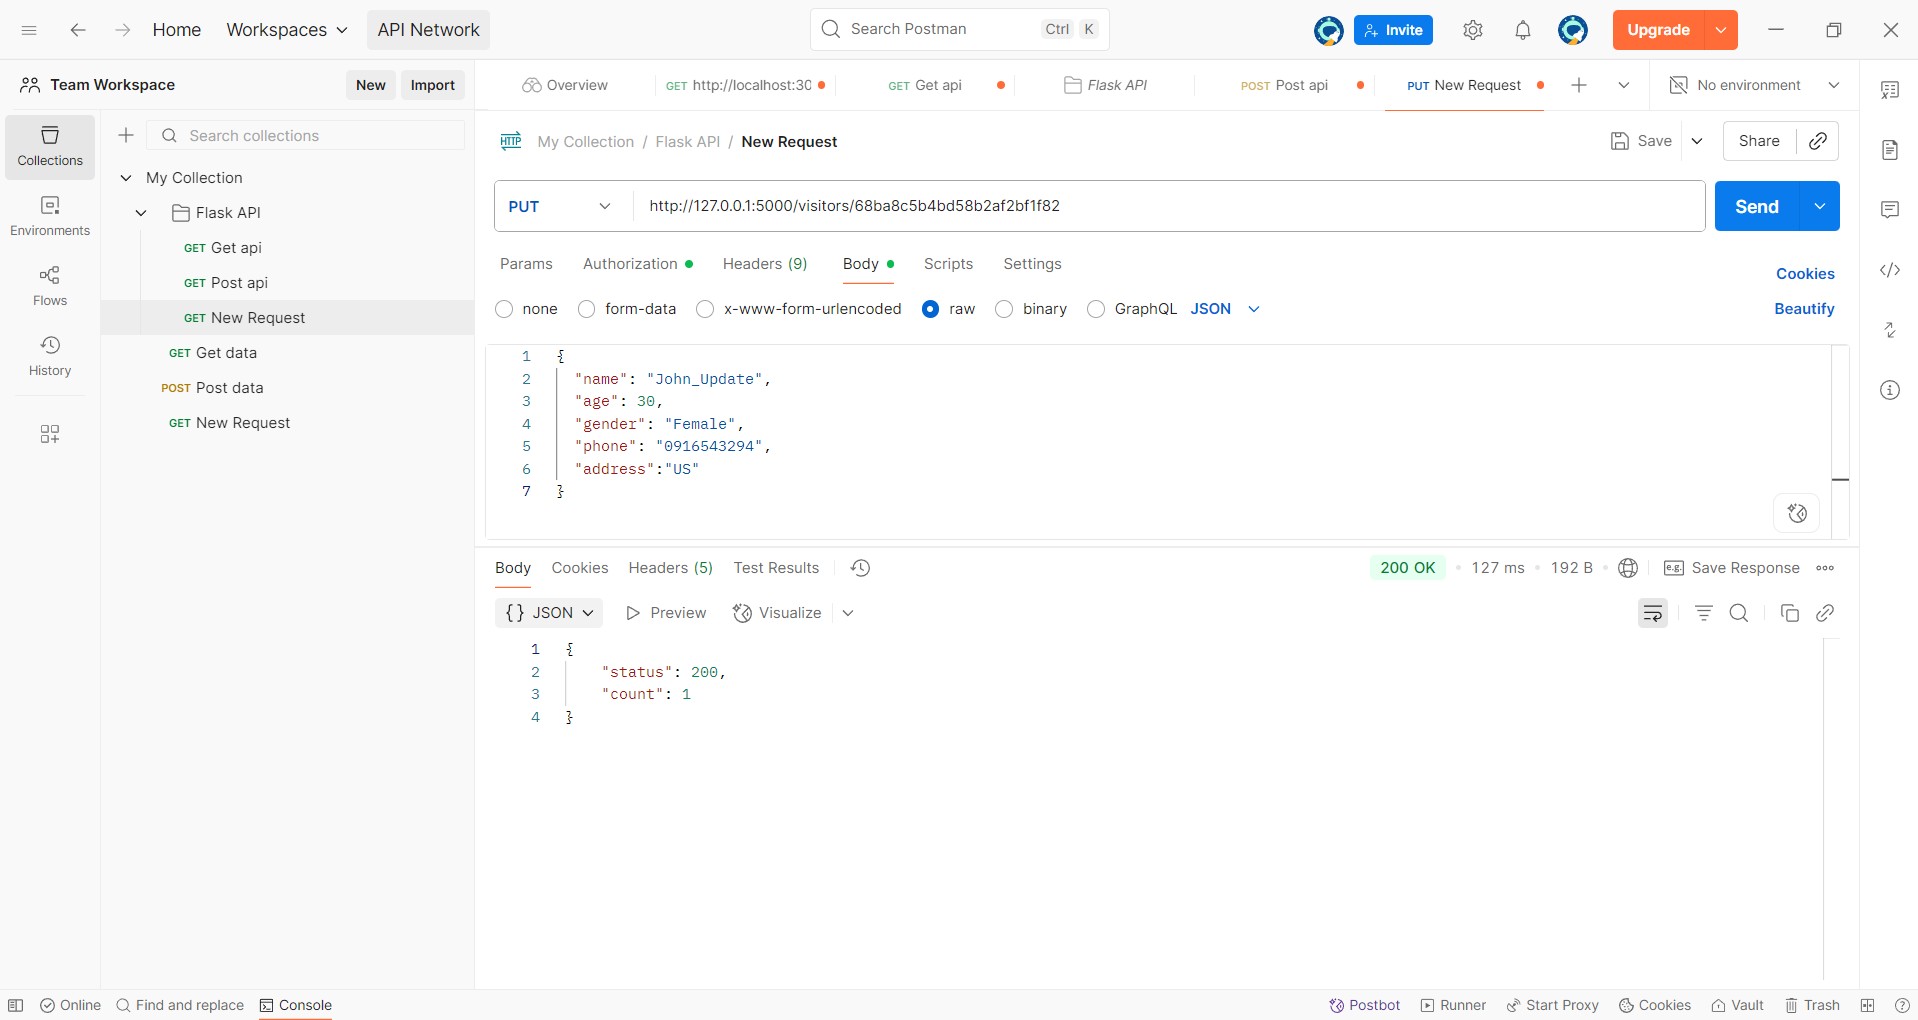 Home Workspaces API Network Search Postman Ctrl K Invite Upgrade
Team Workspace New Import
Overview GET http://localhost:30 GET Get api Flask API POST Post api PUT New Request No environment
Collections
Environments
Flows
History
Search collections
My Collection
Flask API
GET Get api
GET Post api
GET New Request
GET Get data
POST Post data
GET New Request
HTTP My Collection / Flask API / New Request Save Share
PUT http://127.0.0.1:5000/visitors/68ba8c5b4bd58b2af2bf1f82 Send
Params Authorization Headers (9) Body Scripts Settings Cookies
none form-data x-www-form-urlencoded raw binary GraphQL JSON Beautify
1 {
2 "name": "John_Update",
3 "age": 30,
4 "gender": "Female",
5 "phone": "0916543294",
6 "address":"US"
7 }
Body Cookies Headers (5) Test Results 200 OK • 127 ms • 192 B • e.g. Save Response
{} JSON Preview Visualize
1 {
2 "status": 200,
3 "count": 1
4 }
Online Find and replace Console Postbot Runner Start Proxy Cookies Vault Trash